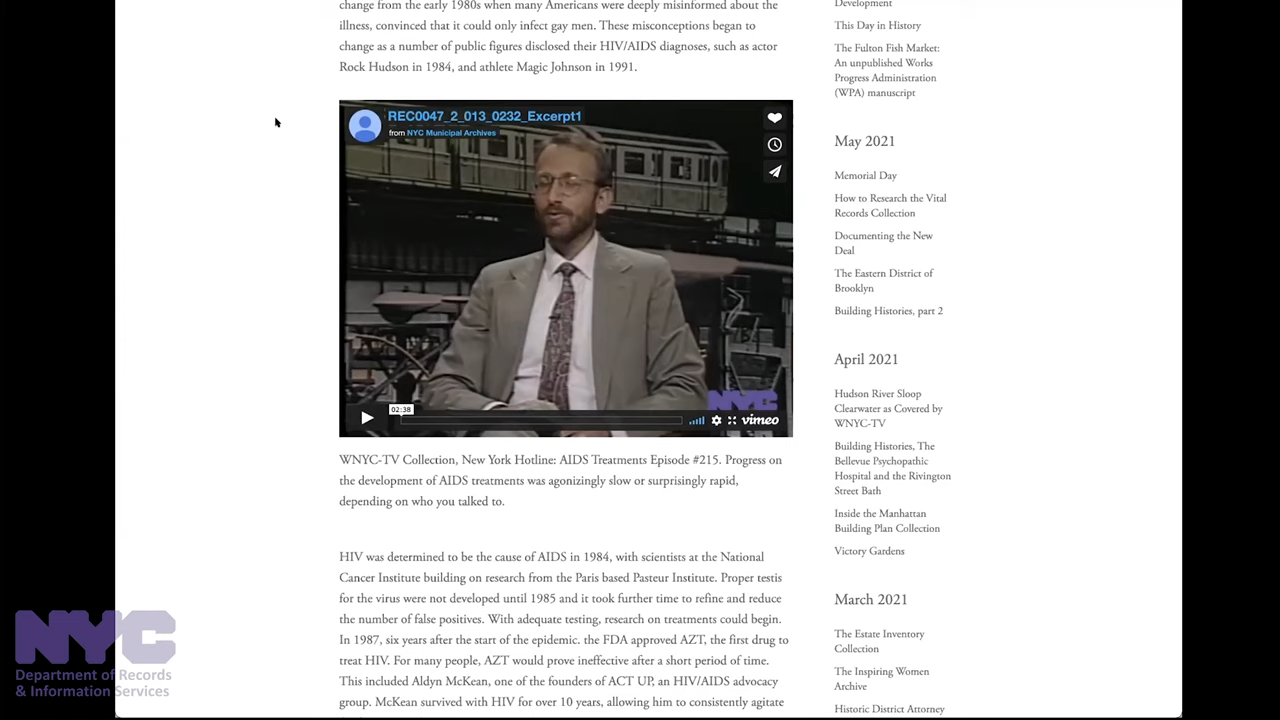 change from the early 1980s when many Americans were deeply misinformed about the
illness, convinced that it could only infect gay men. These misconceptions began to
change as a number of public figures disclosed their HIV/AIDS diagnoses, such as actor
Rock Hudson in 1984, and athlete Magic Johnson in 1991.
REC0047_2_013_0232_Excerpt1
from NYC Municipal Archives
NYC
02:38
vimeo
WNYC-TV Collection, New York Hotline: AIDS Treatments Episode #215. Progress on
the development of AIDS treatments was agonizingly slow or surprisingly rapid,
depending on who you talked to.
HIV was determined to be the cause of AIDS in 1984, with scientists at the National
Cancer Institute building on research from the Paris based Pasteur Institute. Proper testis
for the virus were not developed until 1985 and it took further time to refine and reduce
the number of false positives. With adequate testing, research on treatments could begin.
In 1987, six years after the start of the epidemic. the FDA approved AZT, the first drug to
treat HIV. For many people, AZT would prove ineffective after a short period of time.
This included Aldyn McKean, one of the founders of ACT UP, an HIV/AIDS advocacy
group. McKean survived with HIV for over 10 years, allowing him to consistently agitate
Development
This Day in History
The Fulton Fish Market:
An unpublished Works
Progress Administration
(WPA) manuscript
May 2021
Memorial Day
How to Research the Vital
Records Collection
Documenting the New
Deal
The Eastern District of
Brooklyn
Building Histories, part 2
April 2021
Hudson River Sloop
Clearwater as Covered by
WNYC-TV
Building Histories, The
Bellevue Psychopathic
Hospital and the Rivington
Street Bath
Inside the Manhattan
Building Plan Collection
Victory Gardens
March 2021
The Estate Inventory
Collection
The Inspiring Women
Archive
Historic District Attorney
NYC
Department of Records
& Information Services